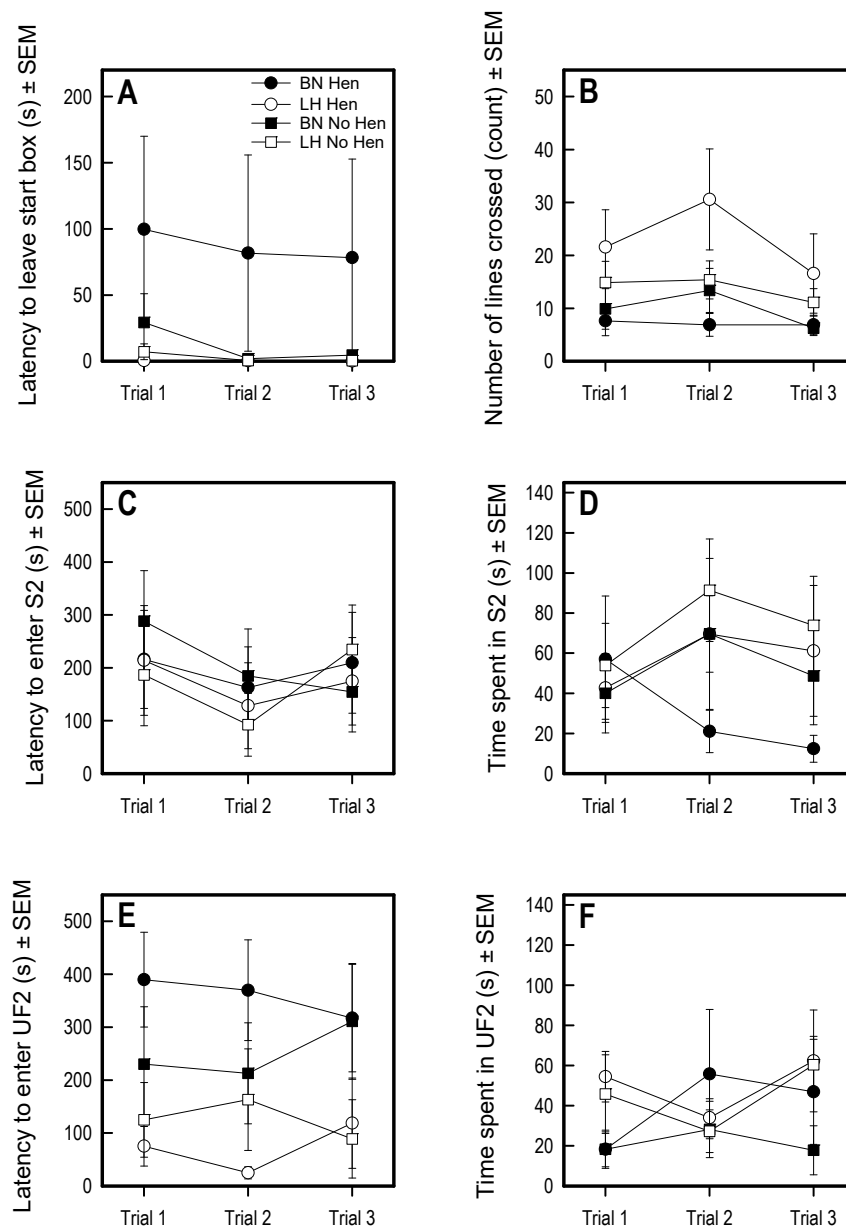 A
Latency to leave start box (s) ± SEM
200
150
100
50
0
BN Hen
LH Hen
BN No Hen
LH No Hen
Trial 1 Trial 2 Trial 3
B
Number of lines crossed (count) ± SEM
50
40
30
20
10
0
Trial 1 Trial 2 Trial 3
C
Latency to enter S2 (s) ± SEM
500
400
300
200
100
0
Trial 1 Trial 2 Trial 3
D
Time spent in S2 (s) ± SEM
140
120
100
80
60
40
20
0
Trial 1 Trial 2 Trial 3
E
Latency to enter UF2 (s) ± SEM
500
400
300
200
100
0
Trial 1 Trial 2 Trial 3
F
Time spent in UF2 (s) ± SEM
140
120
100
80
60
40
20
0
Trial 1 Trial 2 Trial 3